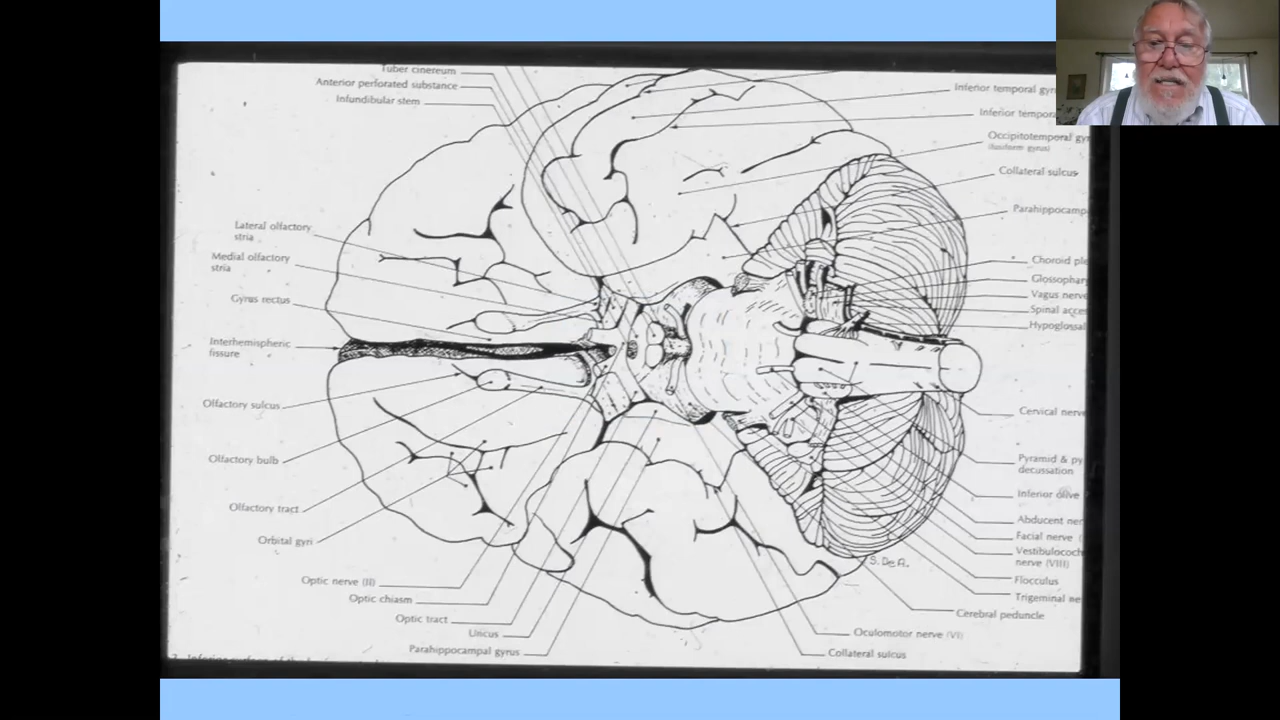 Tuber cinereum
Anterior perforated substance
Infundibular stem
Lateral olfactory
stria
Medial olfactory
stria
Gyrus rectus
Interhemispheric
fissure
Olfactory sulcus
Olfactory bulb
Olfactory tract
Orbital gyri
Optic nerve (II)
Optic chiasm
Optic tract
Uncus
Parahippocampal gyrus
Inferior temporal gyr
Inferior tempora
Occipitotemporal gyr
(fusiform gyrus)
Collateral sulcus
Parahippocamp
Choroid ple
Glossophar
Vagus nerve
Spinal acce
Hypoglossal
Cervical nerve
Pyramid & py
decussation
Inferior olive
Abducent ner
Facial nerve (
Vestibulococh
nerve (VIII)
Flocculus
Trigeminal ne
Cerebral peduncle
Oculomotor nerve (VI)
Collateral sulcus
S. De A.